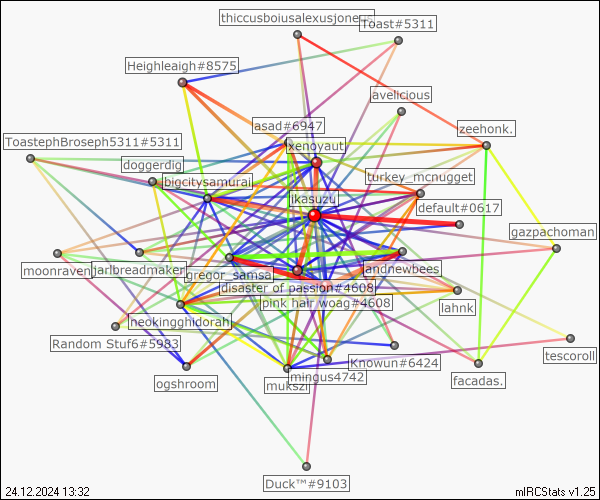 thiccusboiusalexusjones
Toast#5311
Heighleaigh#8575
avelicious
asad#6947
zeehonk.
ToastephBroseph5311#5311
xenoyaut
doggerdig
bigcitysamurai
turkey_mcnugget
ikasuzu
default#0617
gazpachoman
moonraven
jarlbreadmaker
gregor_samsa
landnewbees
disaster of passion#4608
pink hair woag#4608
lahnk
neokingghidorah
Random Stuf6#5983
Knowun#6424
tescoroll
ogshroom
mukszi
mingus4742
facadas.
Duck™#9103
24.12.2024 13:32
mIRCStats v1.25